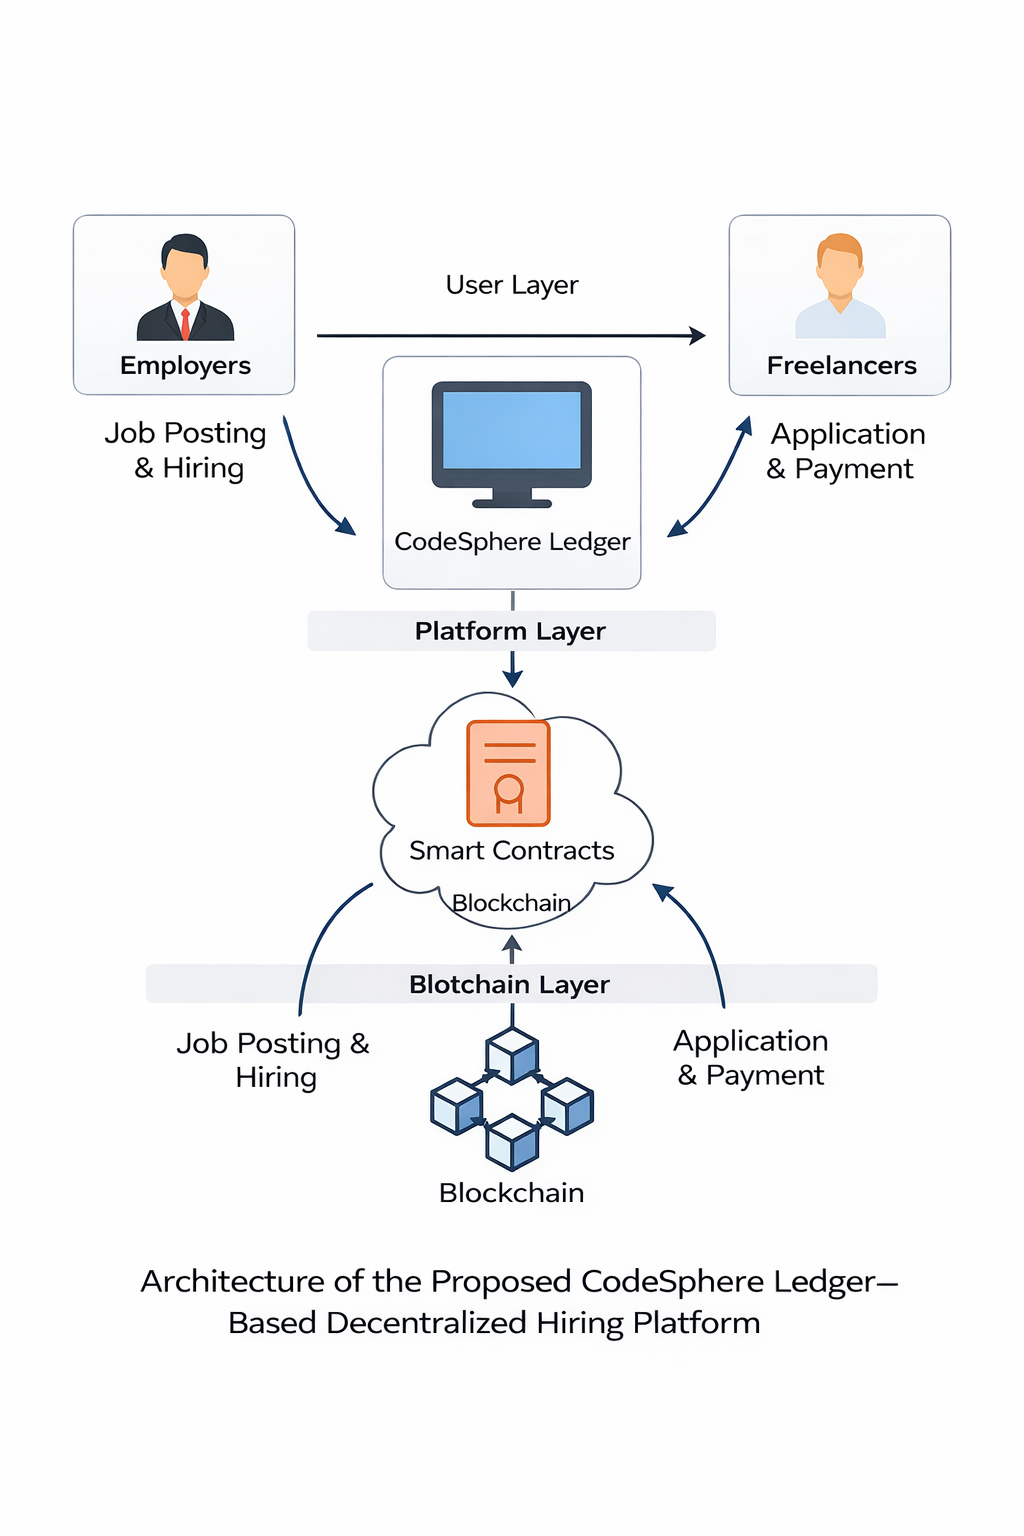 User Layer
Employers
Freelancers
Job Posting
& Hiring
Application
& Payment
CodeSphere Ledger
Platform Layer
Smart Contracts
Blockchain
Blotchain Layer
Job Posting &
Hiring
Application
& Payment
Blockchain
Architecture of the Proposed CodeSphere Ledger—
Based Decentralized Hiring Platform